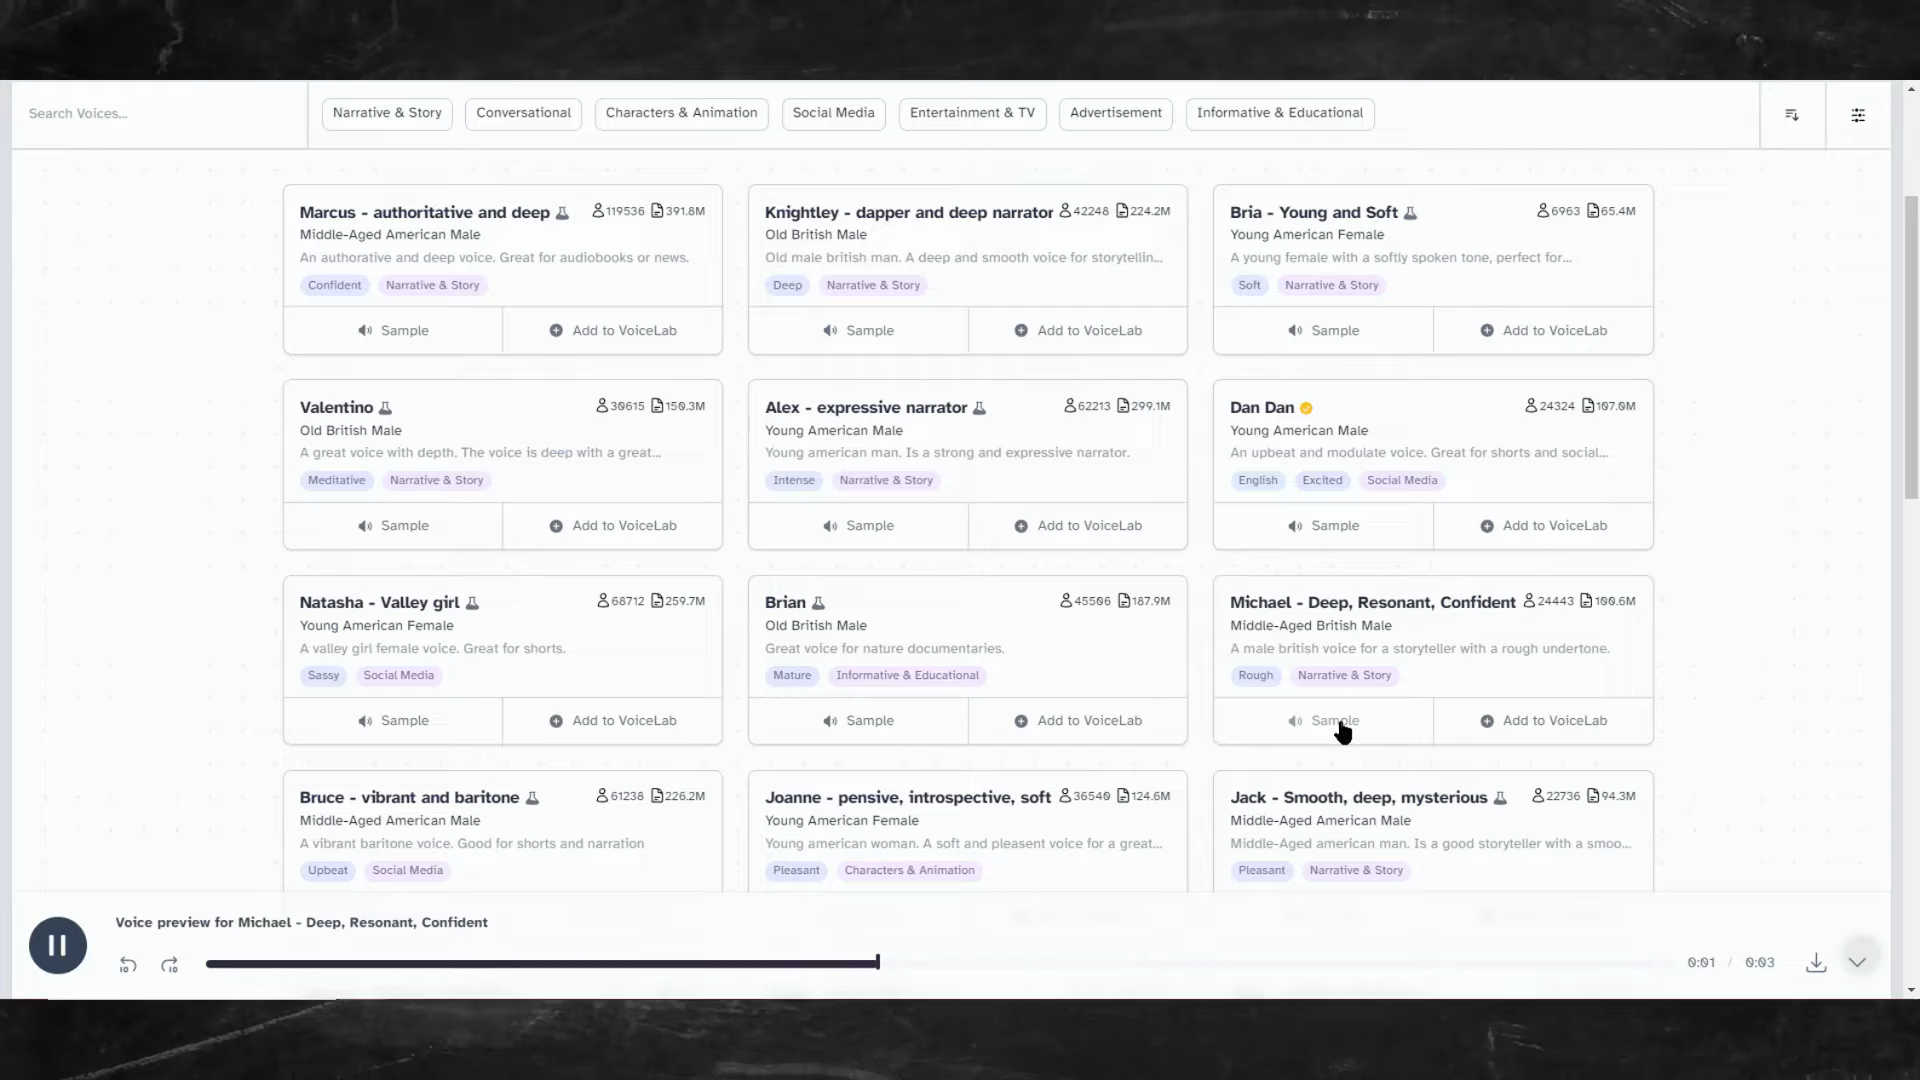 Search Voices...
Narrative & Story
Conversational
Characters & Animation
Social Media
Entertainment & TV
Advertisement
Informative & Educational
Marcus - authoritative and deep 119536 391.8M
Middle-Aged American Male
An authorative and deep voice. Great for audiobooks or news.
Confident Narrative & Story
Sample Add to VoiceLab
Knightley - dapper and deep narrator 42248 224.2M
Old British Male
Old male british man. A deep and smooth voice for storytellin...
Deep Narrative & Story
Sample Add to VoiceLab
Bria - Young and Soft 6963 65.4M
Young American Female
A young female with a softly spoken tone, perfect for...
Soft Narrative & Story
Sample Add to VoiceLab
Valentino 30615 150.3M
Old British Male
A great voice with depth. The voice is deep with a great...
Meditative Narrative & Story
Sample Add to VoiceLab
Alex - expressive narrator 62213 299.1M
Young American Male
Young american man. Is a strong and expressive narrator.
Intense Narrative & Story
Sample Add to VoiceLab
Dan Dan 24324 107.0M
Young American Male
An upbeat and modulate voice. Great for shorts and social...
English Excited Social Media
Sample Add to VoiceLab
Natasha - Valley girl 68712 259.7M
Young American Female
A valley girl female voice. Great for shorts.
Sassy Social Media
Sample Add to VoiceLab
Brian 45506 187.9M
Old British Male
Great voice for nature documentaries.
Mature Informative & Educational
Sample Add to VoiceLab
Michael - Deep, Resonant, Confident 24443 100.6M
Middle-Aged British Male
A male british voice for a storyteller with a rough undertone.
Rough Narrative & Story
Sample Add to VoiceLab
Bruce - vibrant and baritone 61238 226.2M
Middle-Aged American Male
A vibrant baritone voice. Good for shorts and narration
Upbeat Social Media
Joanne - pensive, introspective, soft 36540 124.6M
Young American Female
Young american woman. A soft and pleasent voice for a great...
Pleasant Characters & Animation
Jack - Smooth, deep, mysterious 22736 94.3M
Middle-Aged American Male
Middle-Aged american man. Is a good storyteller with a smoo...
Pleasant Narrative & Story
Voice preview for Michael - Deep, Resonant, Confident
10 10 0:01 / 0:03